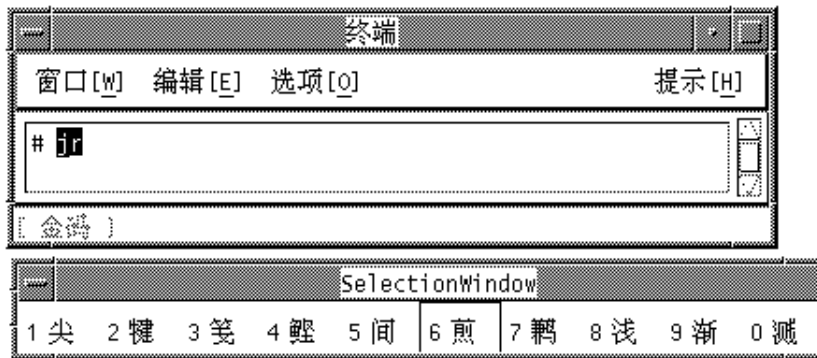 终端
窗口[W] 编辑[E] 选项[O] 提示[H]
# jr
[ 金码 ]
SelectionWindow
1 尖 2 犍 3 笺 4 鲣 5 间 6 煎 7 鹣 8 浅 9 渐 0 溅